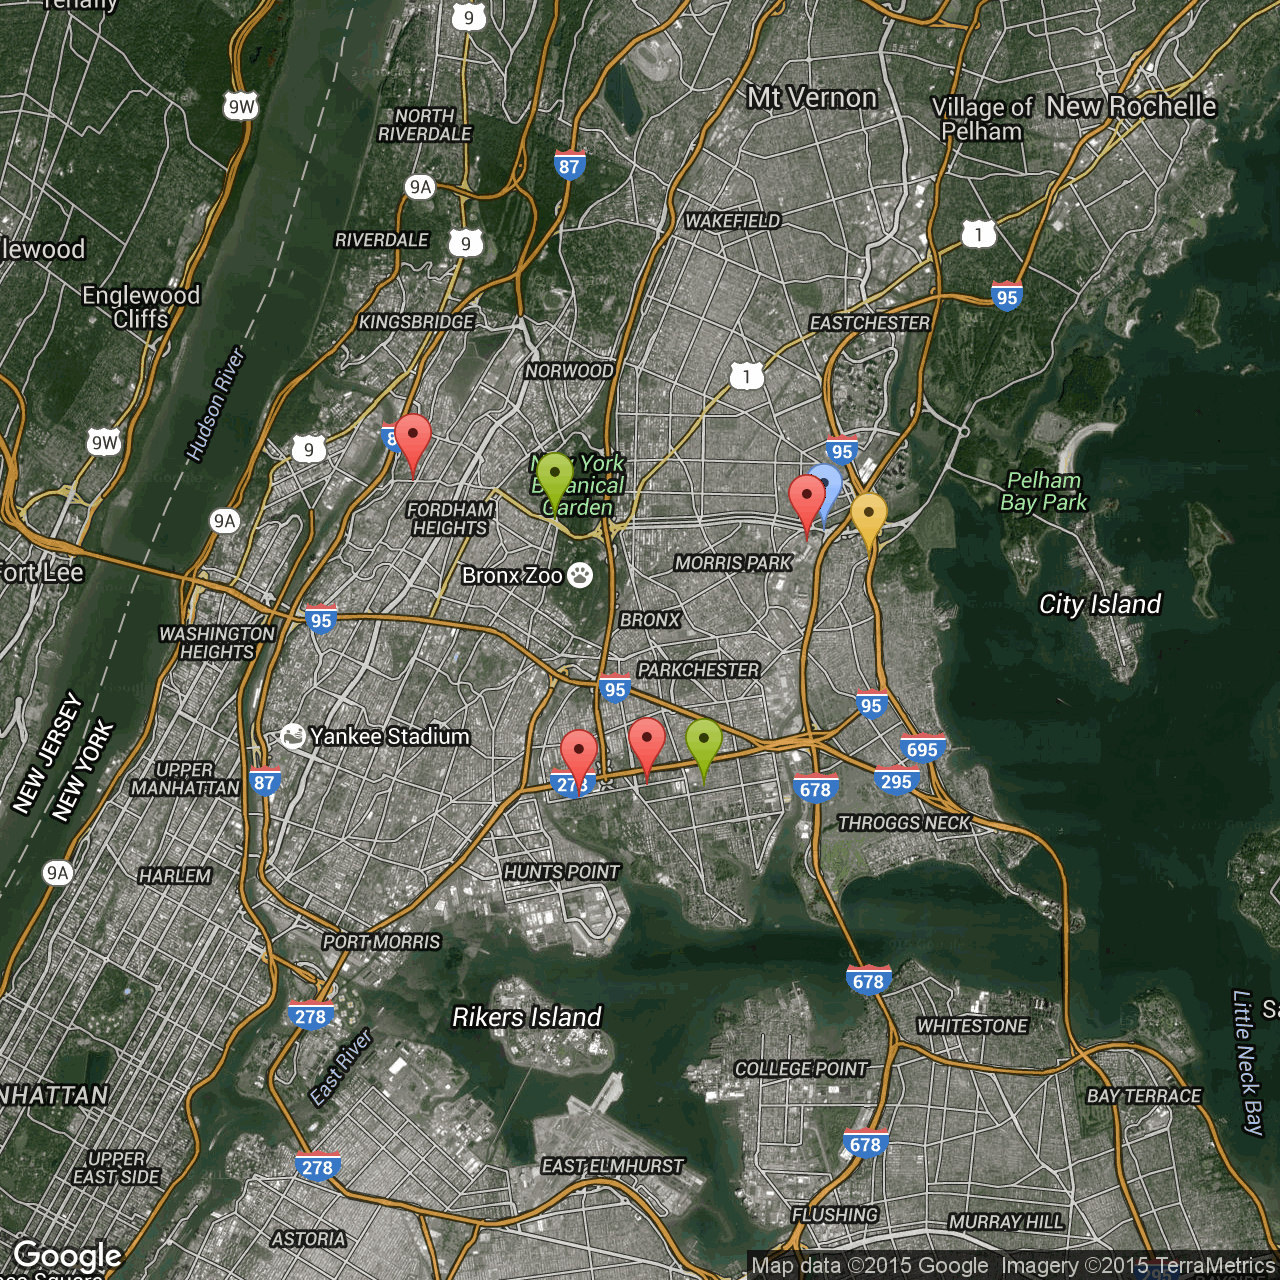 Tenafly
9
9W
NORTH
RIVERDALE
Mt Vernon
Village of
Pelham
New Rochelle
87
9A
WAKEFIELD
RIVERDALE
9
1
lewood
Englewood
Cliffs
95
KINGSBRIDGE
EASTCHESTER
Hudson River
NORWOOD
1
9W
9
95
York
Botanical
Garden
Pelham
Bay Park
FORDHAM
HEIGHTS
9A
MORRIS PARK
Fort Lee
Bronx Zoo
City Island
95
BRONX
WASHINGTON
HEIGHTS
PARKCHESTER
95
95
NEW JERSEY
NEW YORK
Yankee Stadium
695
UPPER
MANHATTAN
87
278
678
295
THROGGS NECK
9A
HARLEM
HUNTS POINT
PORT MORRIS
678
278
Rikers Island
WHITESTONE
Little Neck Bay
East River
COLLEGE POINT
NHATTAN
BAY TERRACE
678
UPPER
EAST SIDE
278
EAST ELMHURST
FLUSHING
MURRAY HILL
ASTORIA
Google
Map data ©2015 Google Imagery ©2015 TerraMetrics